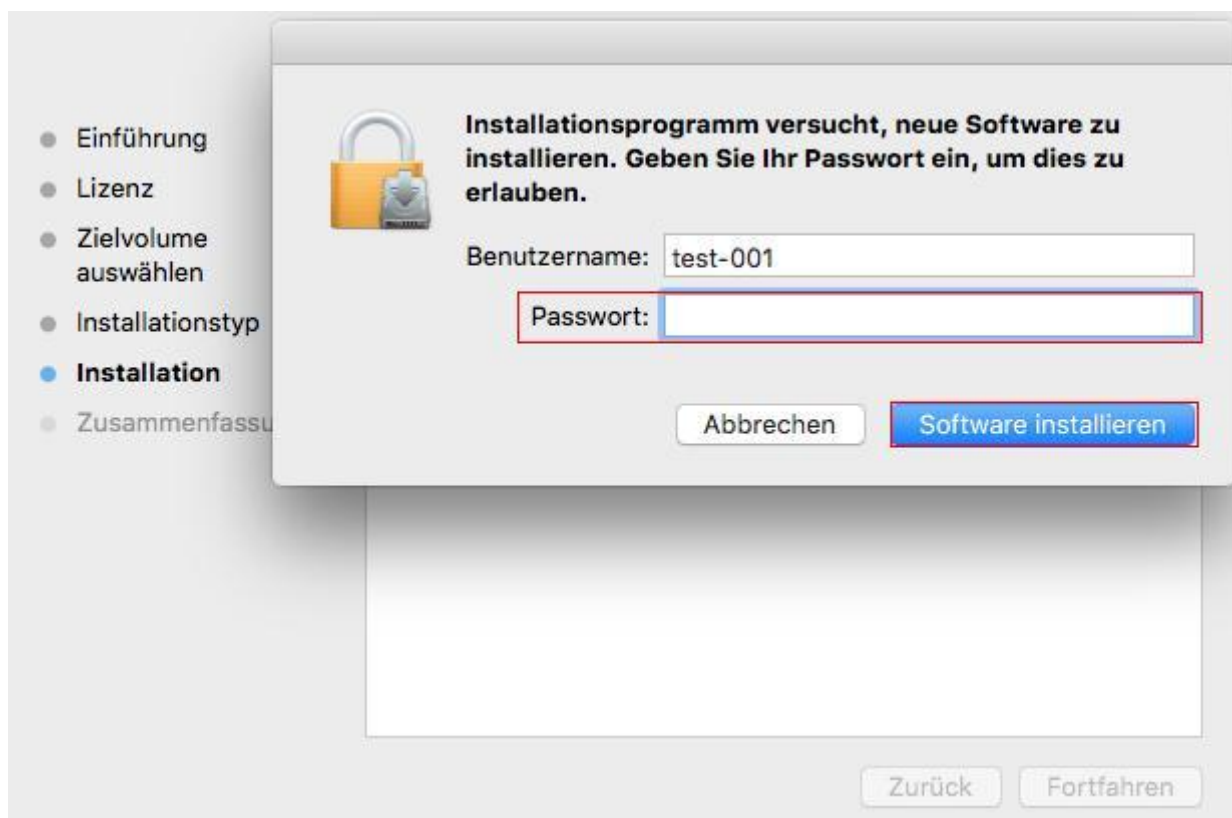 Einführung
Lizenz
Zielvolume
auswählen
Installationstyp
Installation
Zusammenfassu
Installationsprogramm versucht, neue Software zu
installieren. Geben Sie Ihr Passwort ein, um dies zu
erlauben.
Benutzername: test-001
Passwort:
Abbrechen Software installieren
Zurück Fortfahren